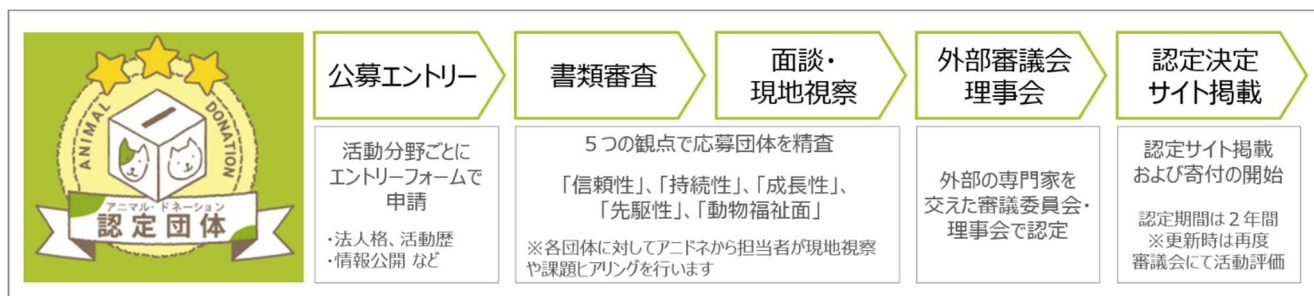 ANIMAL DONATION
アニマル・ドネーション
認定団体
公募エントリー
活動分野ごとに
エントリーフォームで
申請
・法人格、活動歴
・情報公開 など
書類審査
面談・
現地視察
５つの観点で応募団体を精査
「信頼性」、「持続性」、「成長性」、
「先駆性」、「動物福祉面」
※各団体に対してアニドネから担当者が現地視察
や課題ヒアリングを行います
外部審議会
理事会
外部の専門家を
交えた審議委員会・
理事会で認定
認定決定
サイト掲載
認定サイト掲載
および寄付の開始
認定期間は２年間
※更新時は再度
審議会にて活動評価